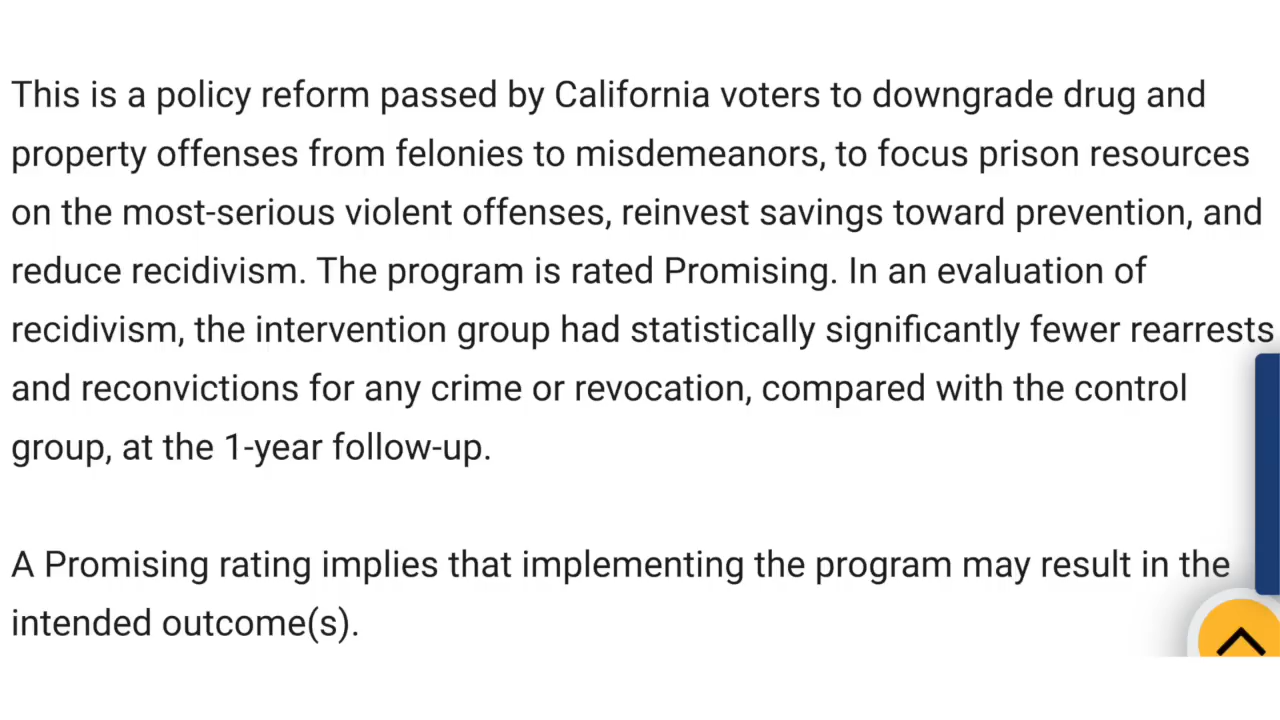 This is a policy reform passed by California voters to downgrade drug and
property offenses from felonies to misdemeanors, to focus prison resources
on the most-serious violent offenses, reinvest savings toward prevention, and
reduce recidivism. The program is rated Promising. In an evaluation of
recidivism, the intervention group had statistically significantly fewer rearrests
and reconvictions for any crime or revocation, compared with the control
group, at the 1-year follow-up.
A Promising rating implies that implementing the program may result in the
intended outcome(s).